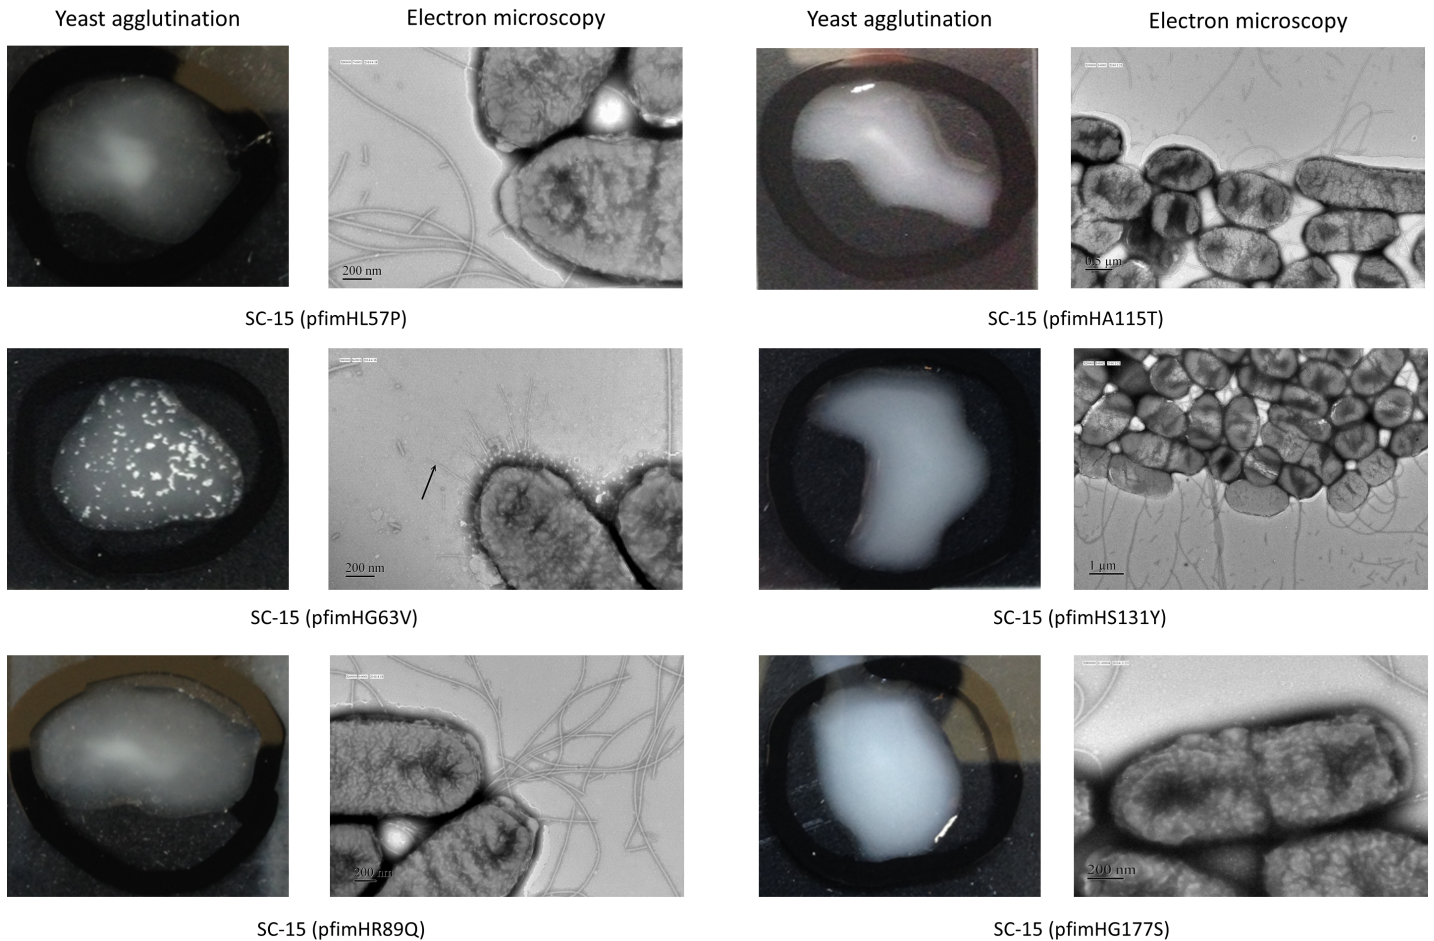 Yeast agglutination
Electron microscopy
Yeast agglutination
Electron microscopy
200 nm
0.5 μm
SC-15 (pfimHL57P)
SC-15 (pfimHA115T)
200 nm
1 μm
SC-15 (pfimHG63V)
SC-15 (pfimHS131Y)
200 nm
200 nm
SC-15 (pfimHR89Q)
SC-15 (pfimHG177S)